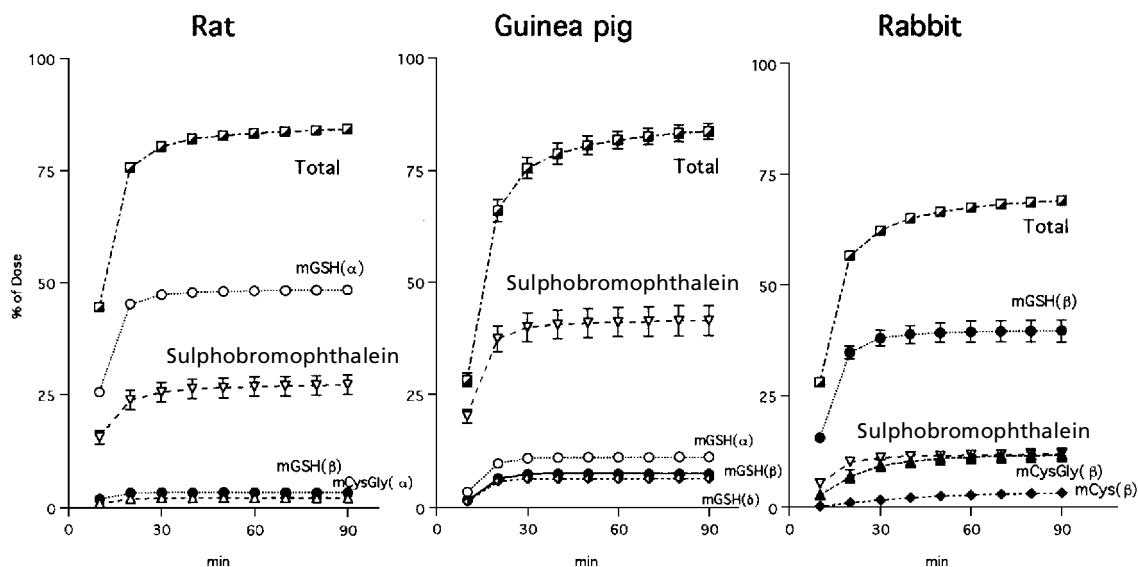 Rat
Guinea pig
Rabbit
% of Dose
100
75
50
25
0
0
30
60
90
min
Total
mGSH(α)
Sulphobromophthalein
mGSH(β)
mCysGly(α)
100
75
50
25
0
0
30
60
90
min
Total
Sulphobromophthalein
mGSH(α)
mGSH(β)
mGSH(δ)
100
75
50
25
0
0
30
60
90
min
Total
mGSH(β)
Sulphobromophthalein
mCysGly(β)
mCys(β)